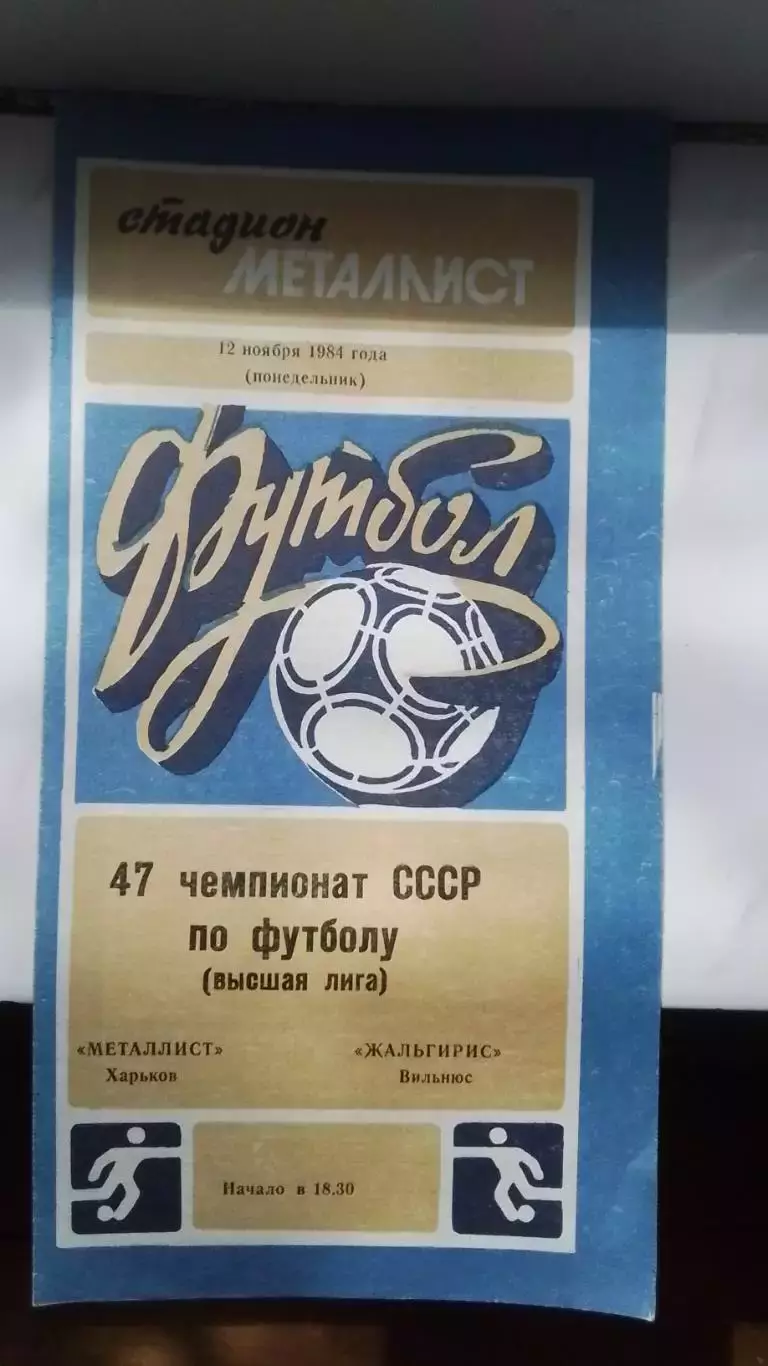 стадион
МЕТАЛЛИСТ
12 ноября 1984 года
(понедельник)
Футбол
47 чемпионат СССР
по футболу
(высшая лига)
«МЕТАЛЛИСТ» «ЖАЛЬГИРИС»
Харьков Вильнюс
Начало в 18.30